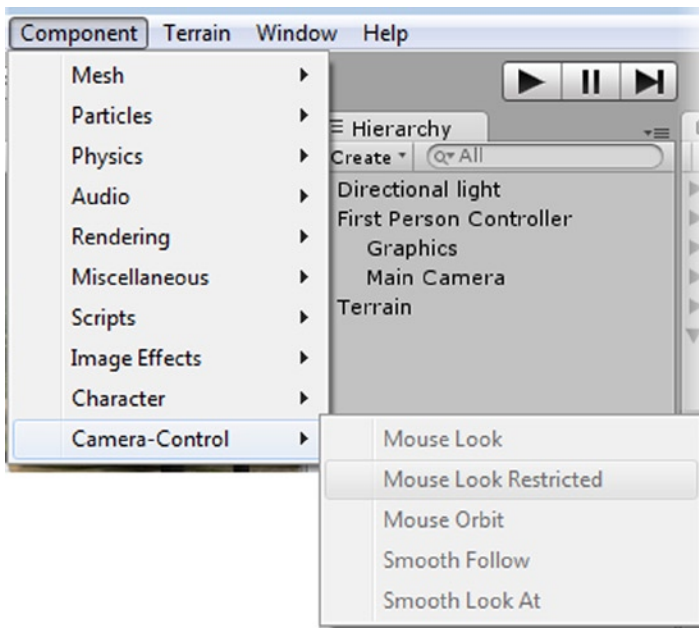 Component Terrain Window Help
Mesh
Particles
Physics
Audio
Rendering
Miscellaneous
Scripts
Image Effects
Character
Camera-Control
Hierarchy
Create All
Directional light
First Person Controller
Graphics
Main Camera
Terrain
Mouse Look
Mouse Look Restricted
Mouse Orbit
Smooth Follow
Smooth Look At